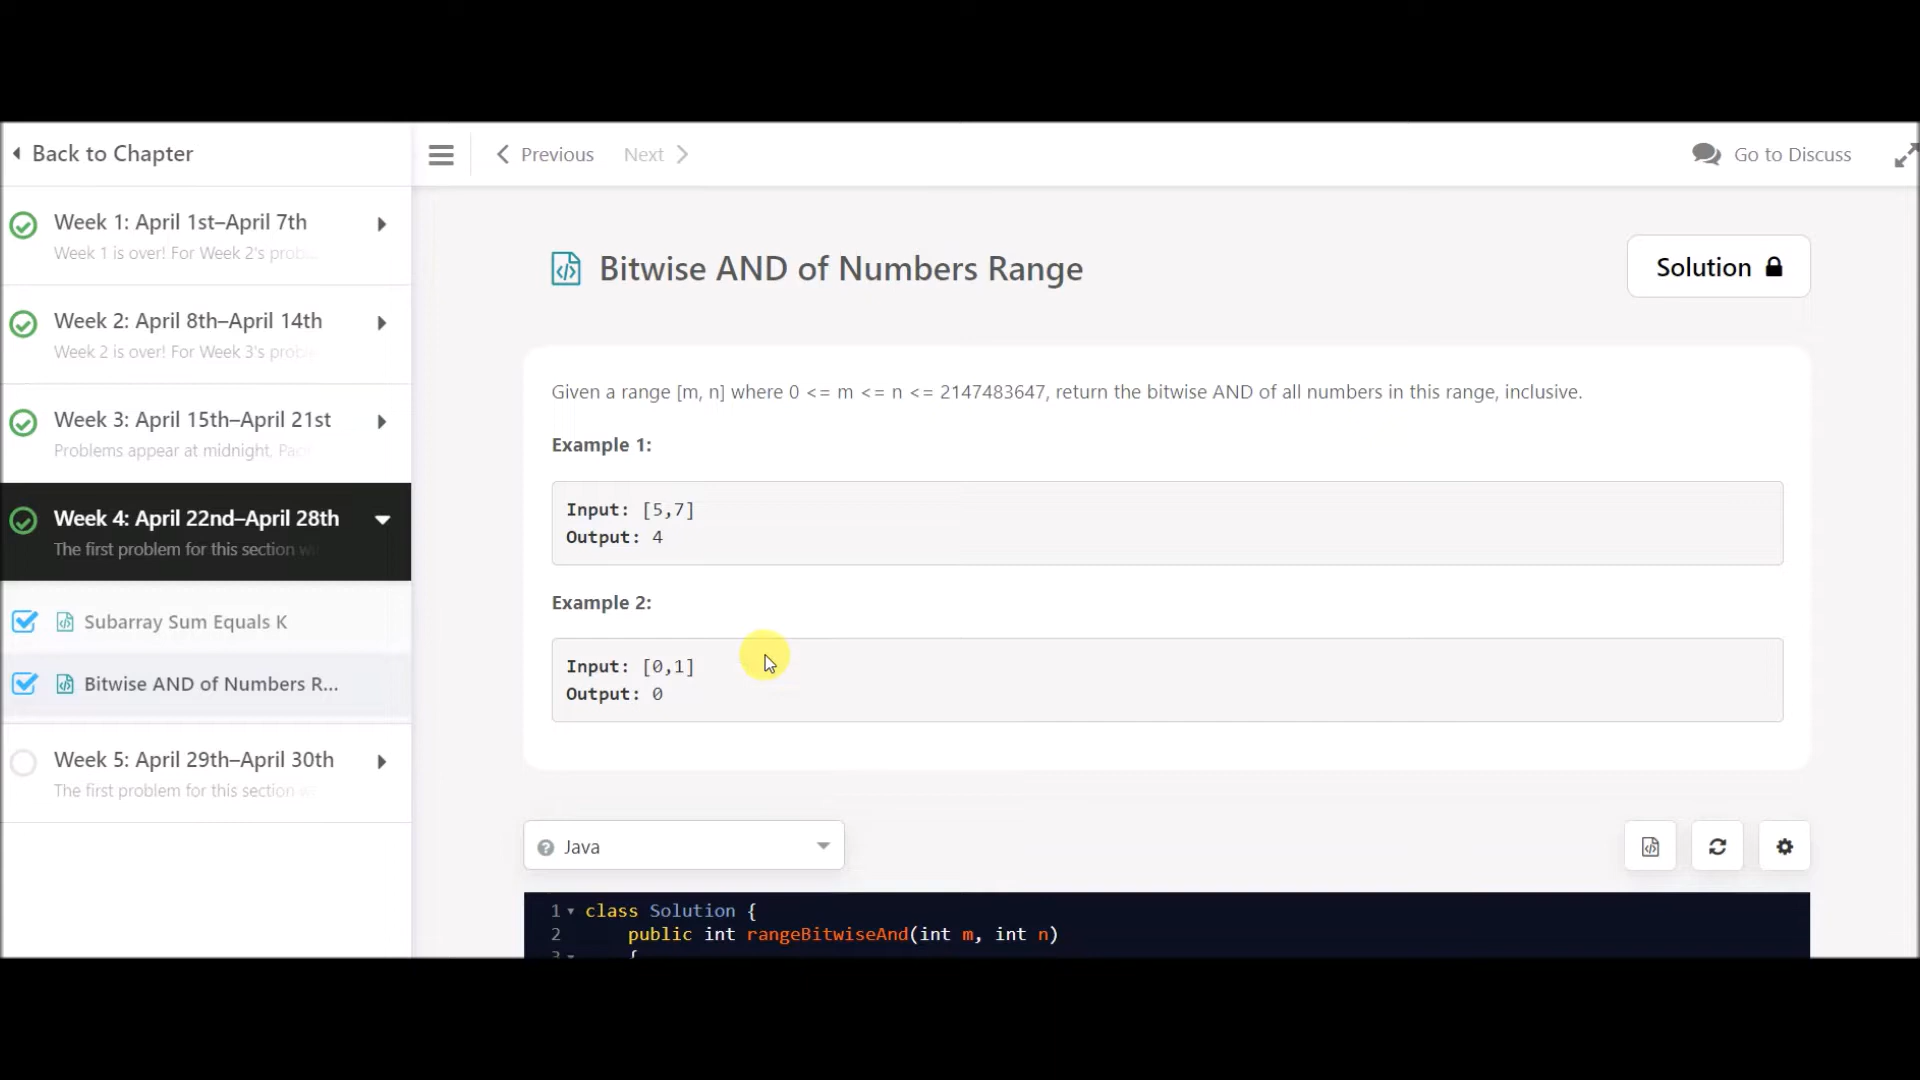 Back to Chapter
Previous
Next
Go to Discuss
Week 1: April 1st–April 7th
Week 1 is over! For Week 2's prob
Week 2: April 8th–April 14th
Week 2 is over! For Week 3's prob
Week 3: April 15th–April 21st
Problems appear at midnight, Pac
Week 4: April 22nd–April 28th
The first problem for this section w
Subarray Sum Equals K
Bitwise AND of Numbers R...
Week 5: April 29th–April 30th
The first problem for this section w
Bitwise AND of Numbers Range
Solution
Given a range [m, n] where 0 <= m <= n <= 2147483647, return the bitwise AND of all numbers in this range, inclusive.
Example 1:
Input: [5,7]
Output: 4
Example 2:
Input: [0,1]
Output: 0
Java
1 class Solution {
2 public int rangeBitwiseAnd(int m, int n)
3 {